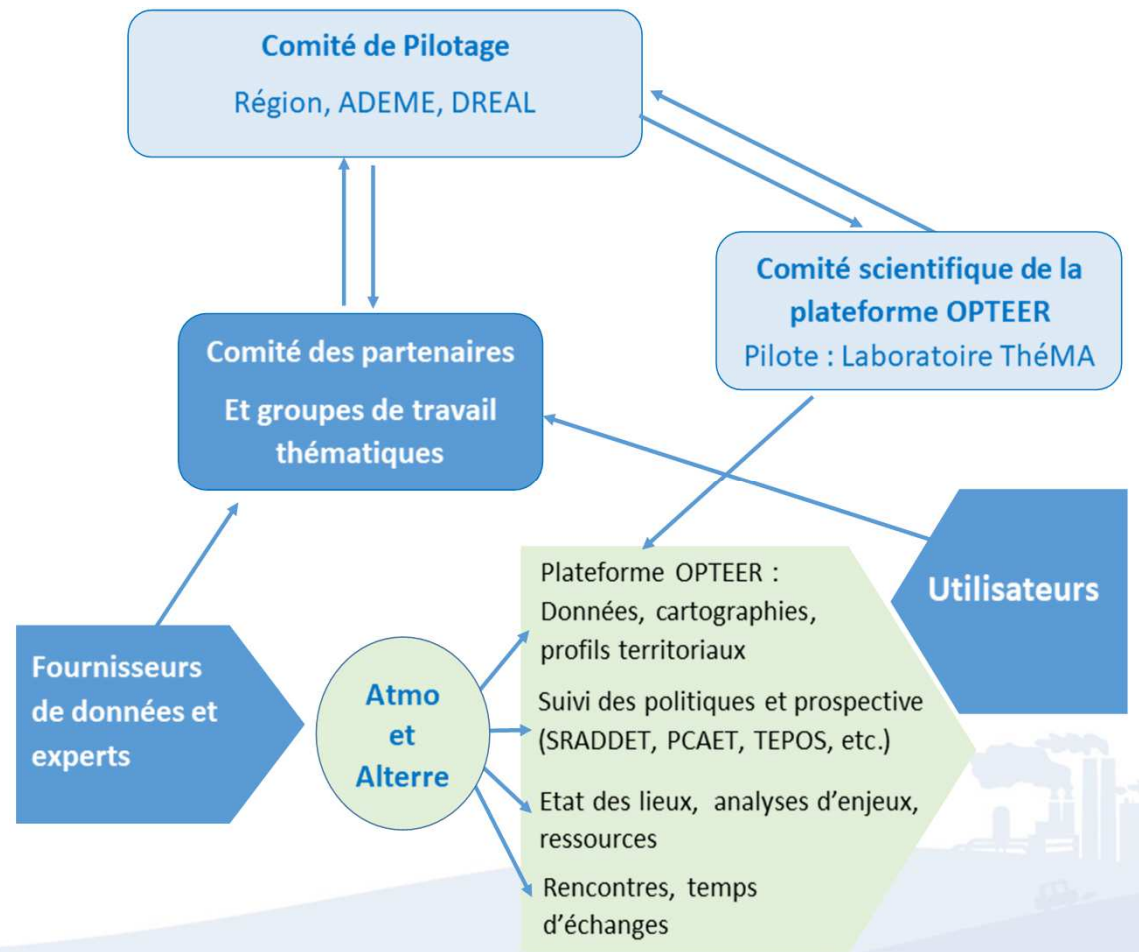 Comité de Pilotage
Région, ADEME, DREAL
Comité scientifique de la
plateforme OPTEER
Pilote : Laboratoire ThéMA
Comité des partenaires
Et groupes de travail
thématiques
Utilisateurs
Fournisseurs
de données et
experts
Atmo
et
Alterre
Plateforme OPTEER :
Données, cartographies,
profils territoriaux
Suivi des politiques et prospective
(SRADDET, PCAET, TEPOS, etc.)
Etat des lieux, analyses d’enjeux,
ressources
Rencontres, temps
d’échanges